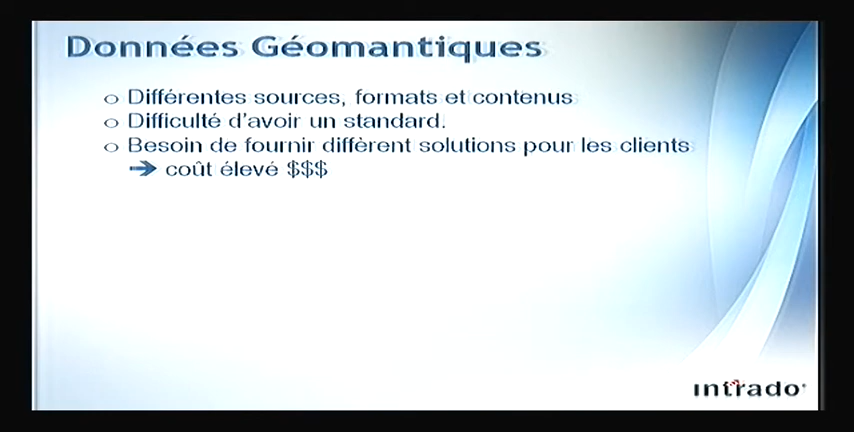 Données Géomantiques
Différentes sources, formats et contenus
Difficulté d'avoir un standard.
Besoin de fournir diffèrent solutions pour les clients
➔ coût élevé $$$
intrado